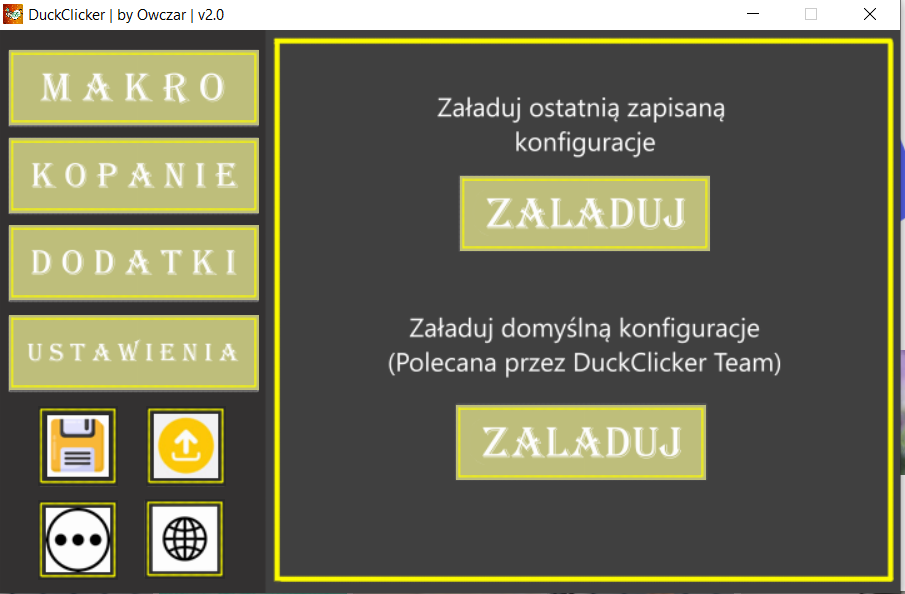 DuckClicker | by Owczar | v2.0
MAKRO
KOPANIE
DODATKI
USTAWIENIA
Załaduj ostatnią zapisaną
konfiguracje
ZALADUJ
Załaduj domyślną konfiguracje
(Polecana przez DuckClicker Team)
ZALADUJ